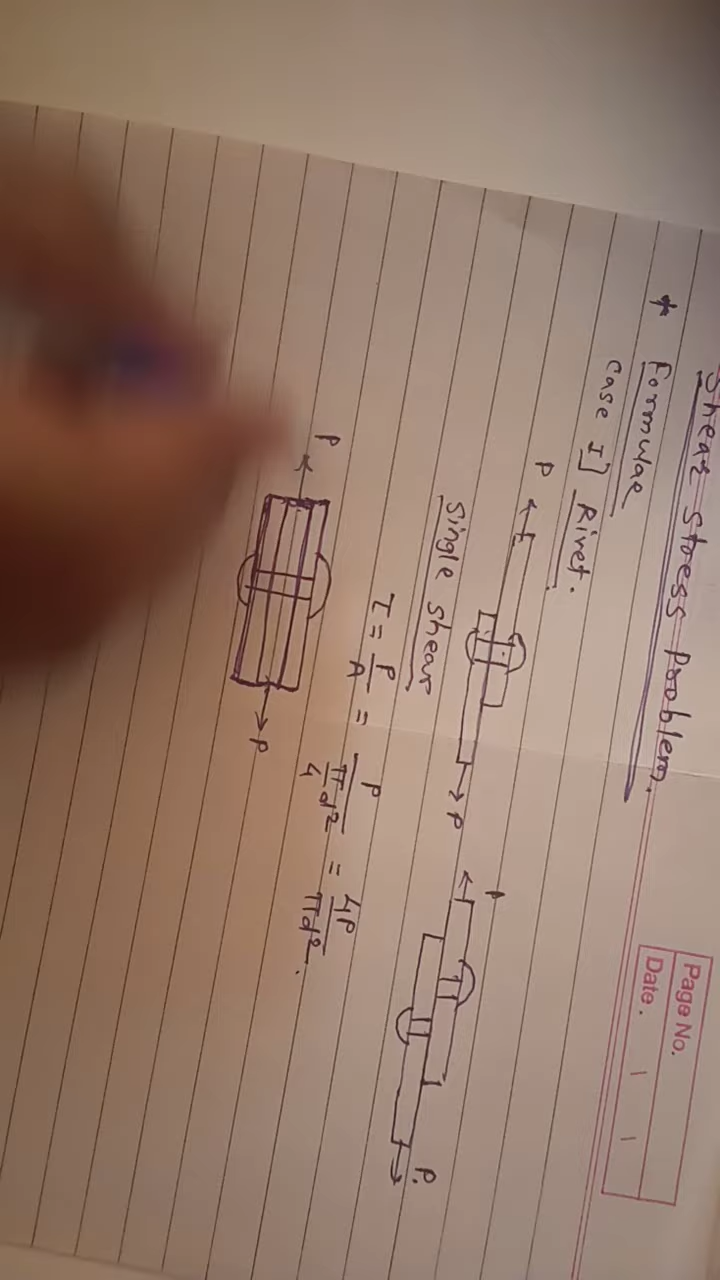 Page No.
Date. / /
Shear stress problem.
* Formulae
Case I] Rivet.
P P
P P.
Single shear
τ = P/A = P/(π/4 d²) = 4P/πd².
P P